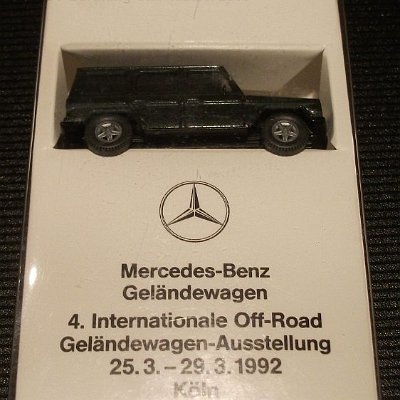 Mercedes-Benz
Geländewagen
4. Internationale Off-Road
Geländewagen-Ausstellung
25.3.–29.3.1992
Köln